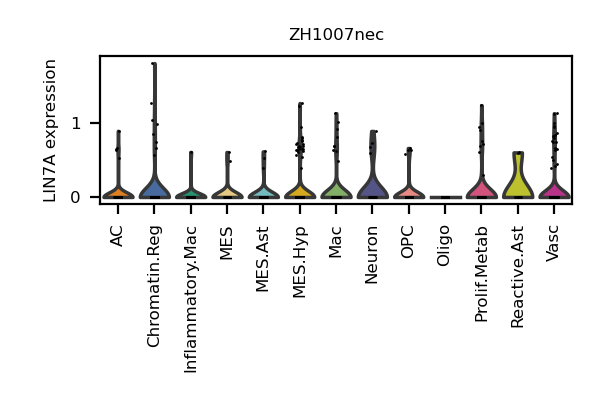 ZH1007nec
LIN7A expression
1
0
AC
Chromatin.Reg
Inflammatory.Mac
MES
MES.Ast
MES.Hyp
Mac
Neuron
OPC
Oligo
Prolif.Metab
Reactive.Ast
Vasc